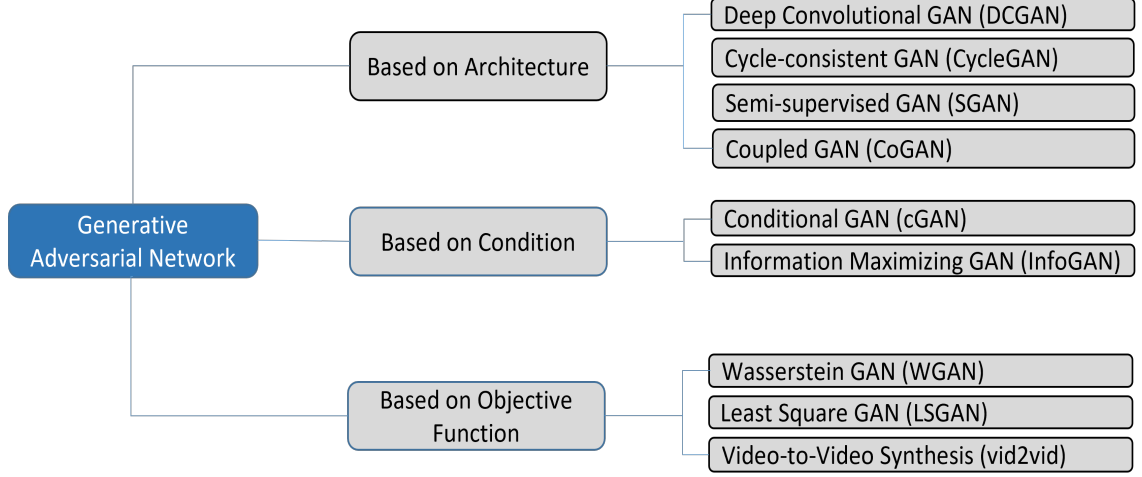 Deep Convolutional GAN (DCGAN)
Based on Architecture
Cycle-consistent GAN (CycleGAN)
Semi-supervised GAN (SGAN)
Coupled GAN (CoGAN)
Generative
Adversarial Network
Based on Condition
Conditional GAN (cGAN)
Information Maximizing GAN (InfoGAN)
Based on Objective
Function
Wasserstein GAN (WGAN)
Least Square GAN (LSGAN)
Video-to-Video Synthesis (vid2vid)